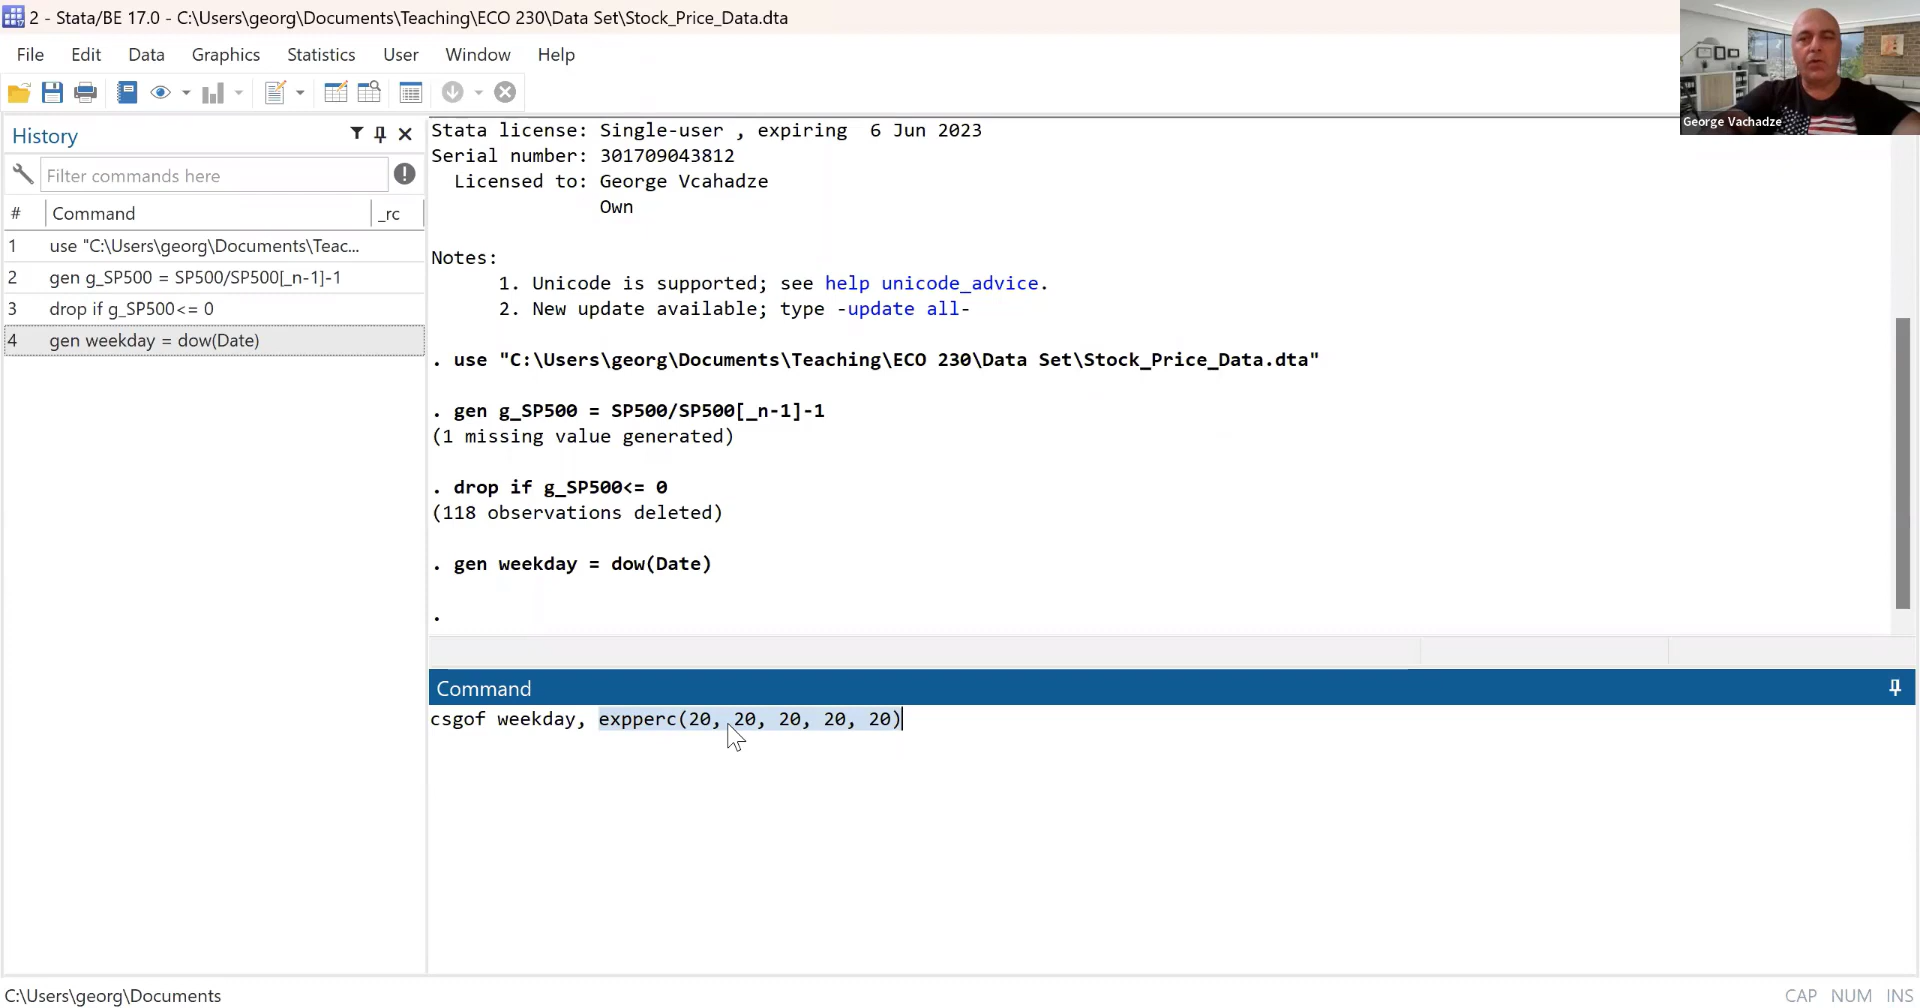 2 - Stata/BE 17.0 - C:\Users\georg\Documents\Teaching\ECO 230\Data Set\Stock_Price_Data.dta
File Edit Data Graphics Statistics User Window Help
George Vachadze
History
Filter commands here
# Command _rc
1 use "C:\Users\georg\Documents\Teac...
2 gen g_SP500 = SP500/SP500[_n-1]-1
3 drop if g_SP500<= 0
4 gen weekday = dow(Date)
Stata license: Single-user , expiring 6 Jun 2023
Serial number: 301709043812
Licensed to: George Vcahadze
Own
Notes:
1. Unicode is supported; see help unicode_advice.
2. New update available; type -update all-
. use "C:\Users\georg\Documents\Teaching\ECO 230\Data Set\Stock_Price_Data.dta"
. gen g_SP500 = SP500/SP500[_n-1]-1
(1 missing value generated)
. drop if g_SP500<= 0
(118 observations deleted)
. gen weekday = dow(Date)
.
Command
csgof weekday, expperc(20, 20, 20, 20, 20)
C:\Users\georg\Documents
CAP NUM INS